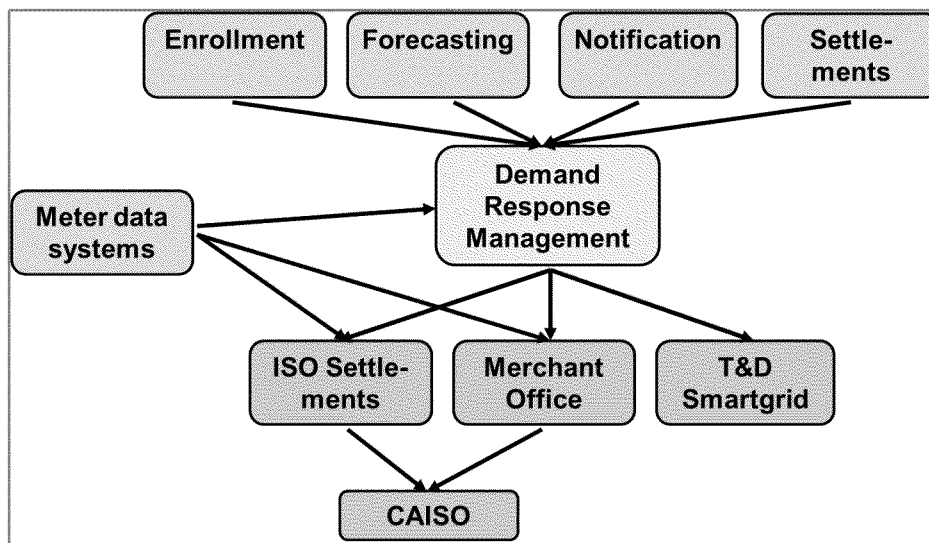 Enrollment
Forecasting
Notification
Settle-
ments
Demand
Response
Management
Meter data
systems
ISO Settle-
ments
Merchant
Office
T&D
Smartgrid
CAISO